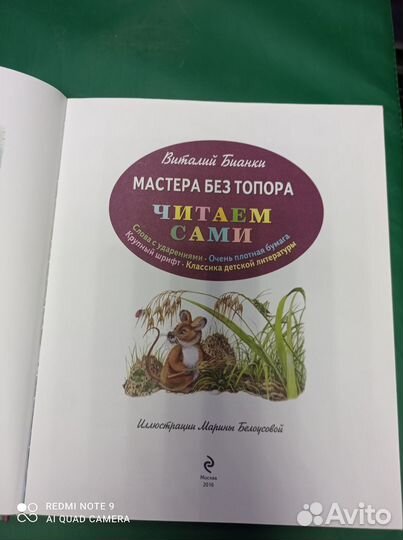 Виталий Бианки
МАСТЕРА БЕЗ ТОПОРА
ЧИТАЕМ
САМИ
Слова с ударениями · Очень плотная бумага
Крупный шрифт · Классика детской литературы
Иллюстрации Марины Белоусовой
Москва
2016
REDMI NOTE 9
AI QUAD CAMERA
Avito